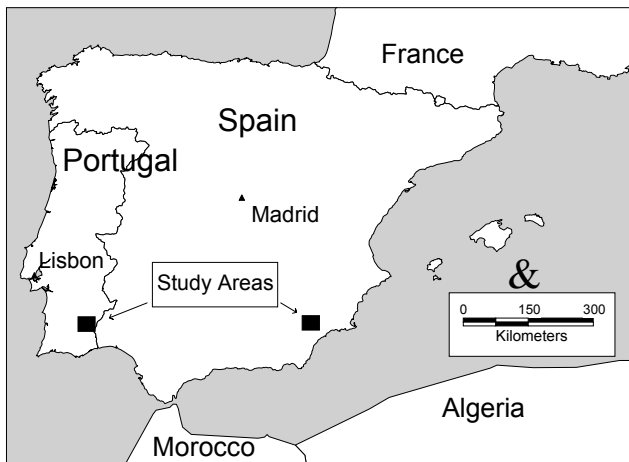 France
Spain
Portugal
Madrid
Lisbon
Study Areas
&
0 150 300
Kilometers
Algeria
Morocco